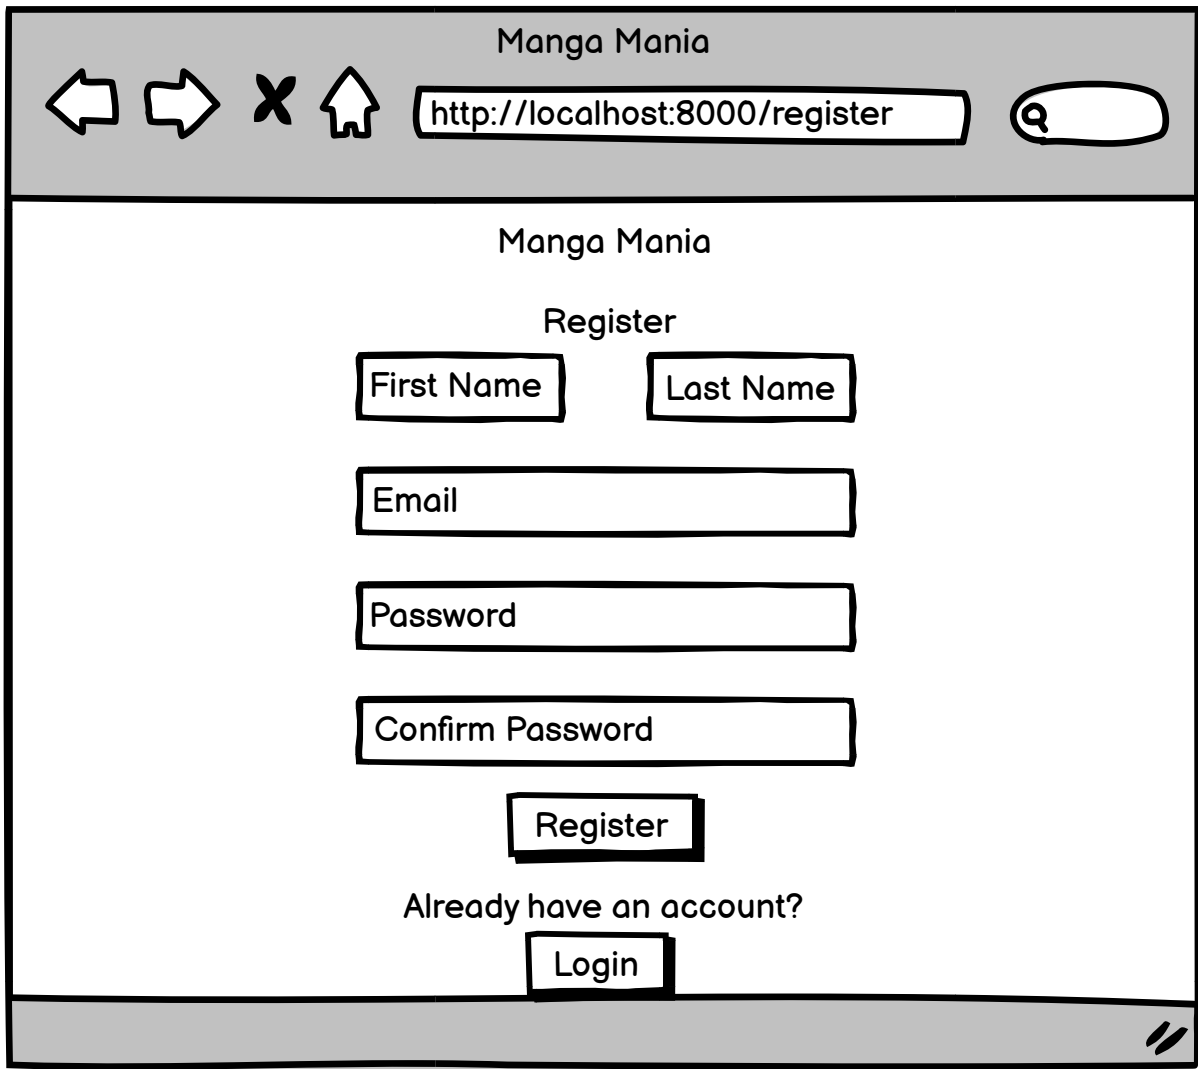 Manga Mania
http://localhost:8000/register
Manga Mania
Register
First Name Last Name
Email
Password
Confirm Password
Register
Already have an account?
Login